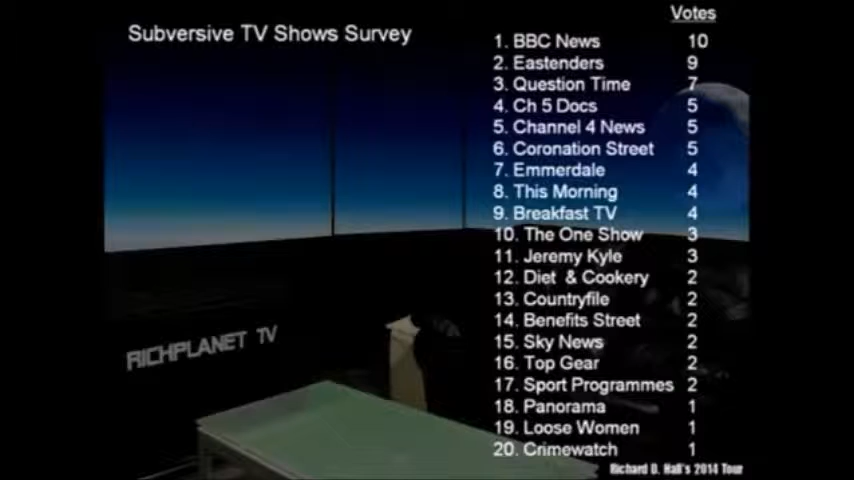 Subversive TV Shows Survey
Votes
1. BBC News 10
2. Eastenders 9
3. Question Time 7
4. Ch 5 Docs 5
5. Channel 4 News 5
6. Coronation Street 5
7. Emmerdale 4
8. This Morning 4
9. Breakfast TV 4
10. The One Show 3
11. Jeremy Kyle 3
12. Diet & Cookery 2
13. Countryfile 2
14. Benefits Street 2
15. Sky News 2
16. Top Gear 2
17. Sport Programmes 2
18. Panorama 1
19. Loose Women 1
20. Crimewatch 1
RICHPLANET TV
Richard D. Hall's 2014 Tour